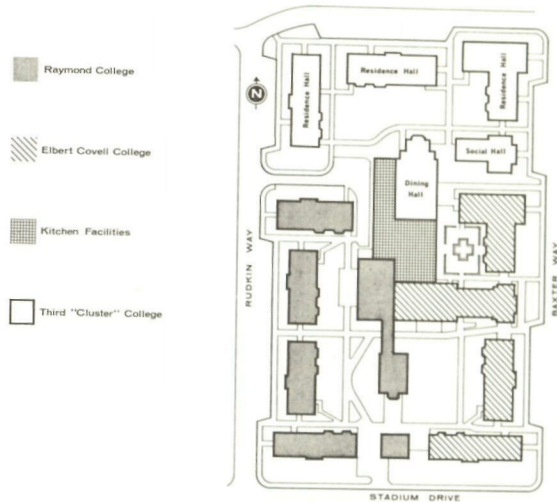 Raymond College
Elbert Covell College
Kitchen Facilities
Third "Cluster" College
N
Residence Hall
Residence Hall
Residence Hall
Social Hall
Dining
Hall
RUDKIN WAY
BAXTER WAY
STADIUM DRIVE